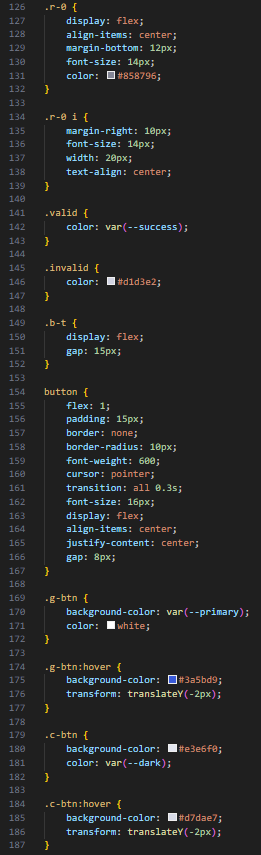 126 .r-0 {
127     display: flex;
128     align-items: center;
129     margin-bottom: 12px;
130     font-size: 14px;
131     color: #858796;
132 }
133
134 .r-0 i {
135     margin-right: 10px;
136     font-size: 14px;
137     width: 20px;
138     text-align: center;
139 }
140
141 .valid {
142     color: var(--success);
143 }
144
145 .invalid {
146     color: #d1d3e2;
147 }
148
149 .b-t {
150     display: flex;
151     gap: 15px;
152 }
153
154 button {
155     flex: 1;
156     padding: 15px;
157     border: none;
158     border-radius: 10px;
159     font-weight: 600;
160     cursor: pointer;
161     transition: all 0.3s;
162     font-size: 16px;
163     display: flex;
164     align-items: center;
165     justify-content: center;
166     gap: 8px;
167 }
168
169 .g-btn {
170     background-color: var(--primary);
171     color: white;
172 }
173
174 .g-btn:hover {
175     background-color: #3a5bd9;
176     transform: translateY(-2px);
177 }
178
179 .c-btn {
180     background-color: #e3e6f0;
181     color: var(--dark);
182 }
183
184 .c-btn:hover {
185     background-color: #d7dae7;
186     transform: translateY(-2px);
187 }